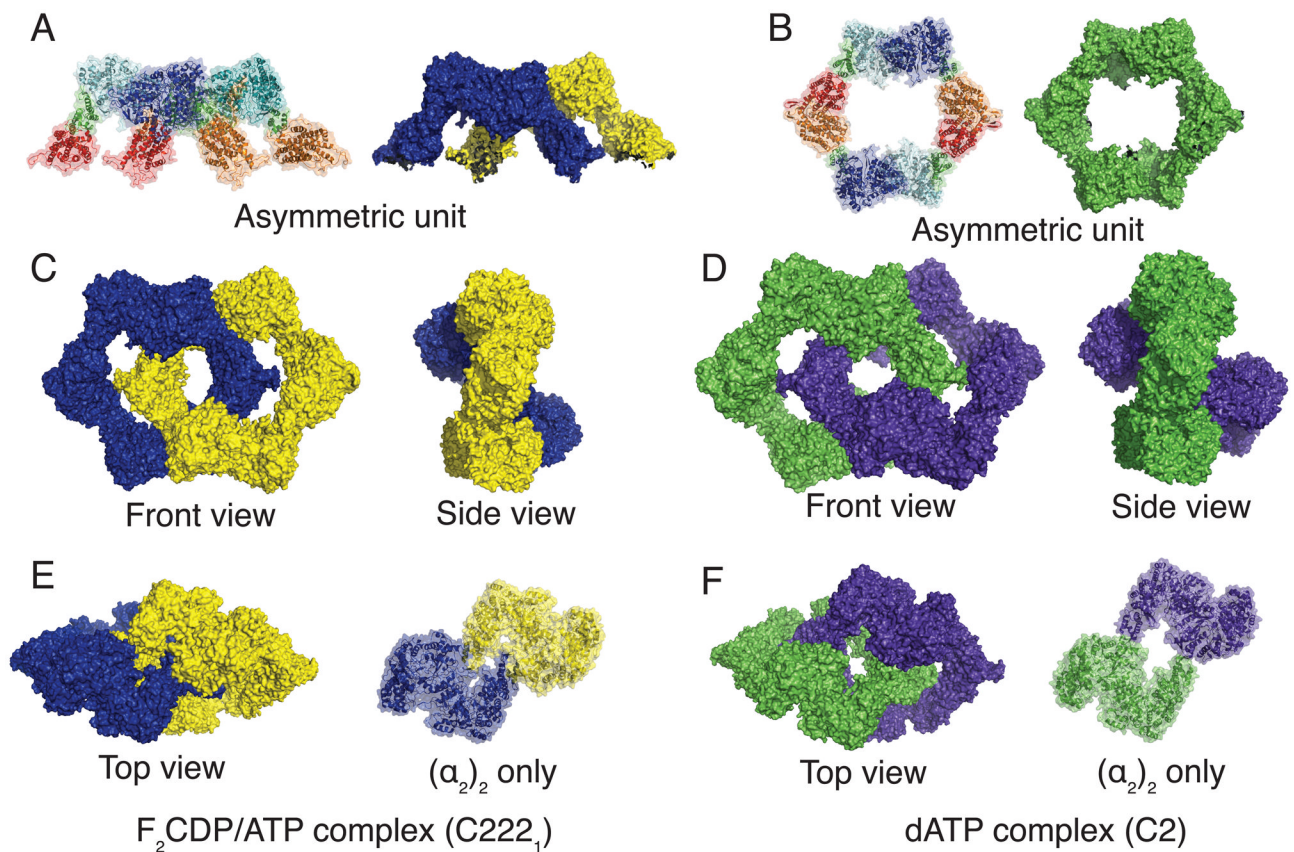 A
B
Asymmetric unit
Asymmetric unit
C
D
Front view
Side view
Front view
Side view
E
F
Top view
(α₂)₂ only
Top view
(α₂)₂ only
F₂CDP/ATP complex (C222₁)
dATP complex (C2)